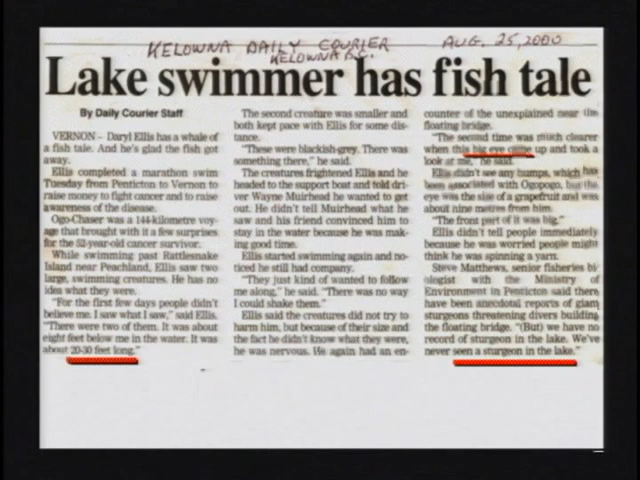 KELOWNA DAILY COURIER
AUG. 25, 2000
KELOWNA B.C.
Lake swimmer has fish tale
By Daily Courier Staff
VERNON – Daryl Ellis has a whale of
a fish tale. And he's glad the fish got
away.
Ellis completed a marathon swim
Tuesday from Penticton to Vernon to
raise money to fight cancer and to raise
awareness of the disease.
Ogo-Chaser was a 144-kilometre voy-
age that brought with it a few surprises
for the 52-year-old cancer survivor.
While swimming past Rattlesnake
Island near Peachland, Ellis saw two
large, swimming creatures. He has no
idea what they were.
"For the first few days people didn't
believe me. I saw what I saw," said Ellis.
"There were two of them. It was about
eight feet below me in the water. It was
about 20-30 feet long."
The second creature was smaller and
both kept pace with Ellis for some dis-
tance.
"These were blackish-grey. There was
something there," he said.
The creatures frightened Ellis and he
headed to the support boat and told dri-
ver Wayne Muirhead he wanted to get
out. He didn't tell Muirhead what he
saw and his friend convinced him to
stay in the water because he was mak-
ing good time.
Ellis started swimming again and no-
ticed he still had company.
"They just kind of wanted to follow
me along," he said. "There was no way
I could shake them."
Ellis said the creatures did not try to
harm him, but because of their size and
the fact he didn't know what they were,
he was nervous. He again had an en-
counter of the unexplained near the
floating bridge.
"The second time was much clearer
when this big eye came up and took a
look at me," he said.
Ellis didn't see any bumps, which has
been associated with Ogopogo, but the
eye was the size of a grapefruit and was
about nine metres from him.
"The front part of it was big."
Ellis didn't tell people immediately
because he was worried people might
think he was spinning a yarn.
Steve Matthews, senior fisheries bi-
ologist with the Ministry of
Environment in Penticton said there
have been anecdotal reports of giant
sturgeons threatening divers building
the floating bridge. "(But) we have no
record of sturgeon in the lake. We've
never seen a sturgeon in the lake."